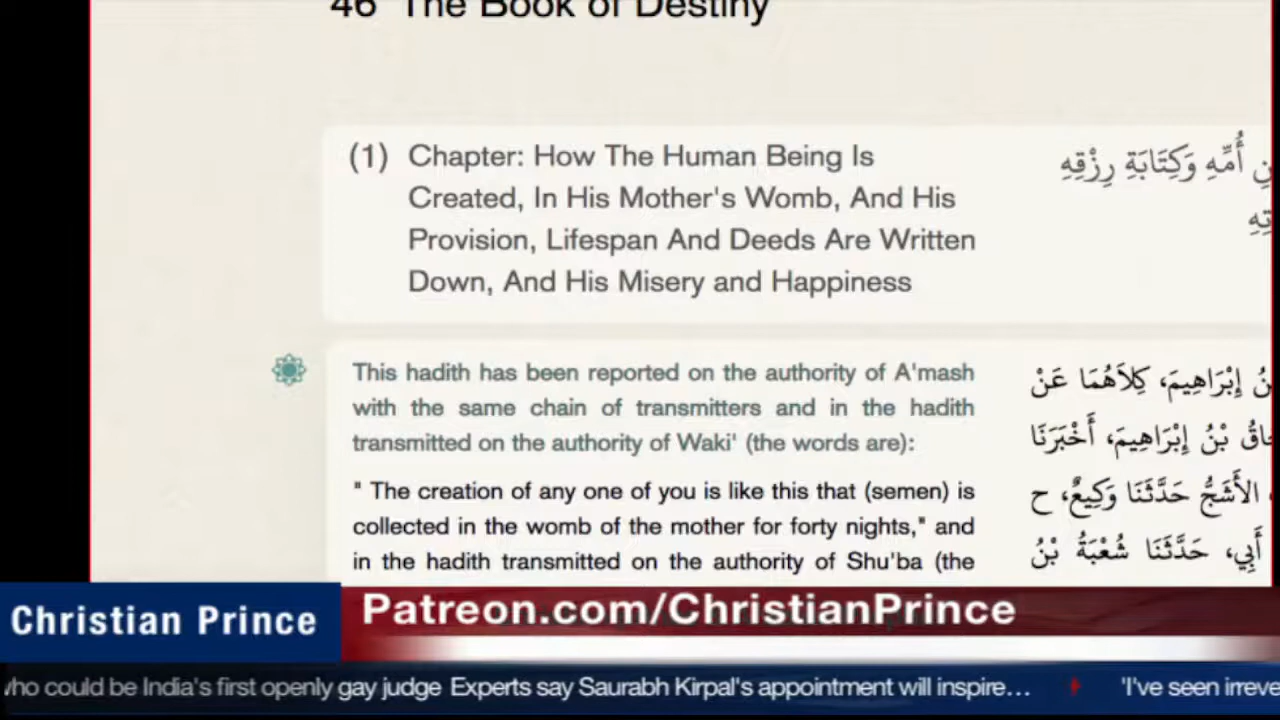 46 The Book of Destiny
(1) Chapter: How The Human Being Is
Created, In His Mother's Womb, And His
Provision, Lifespan And Deeds Are Written
Down, And His Misery and Happiness
أُمِّهِ وَكِتَابَةِ رِزْقِهِ
This hadith has been reported on the authority of A'mash
with the same chain of transmitters and in the hadith
transmitted on the authority of Waki' (the words are):
" The creation of any one of you is like this that (semen) is
collected in the womb of the mother for forty nights," and
in the hadith transmitted on the authority of Shu'ba (the
إِبْرَاهِيمَ، كِلاَهُمَا عَنْ
بْنُ إِبْرَاهِيمَ، أَخْبَرَنَا
الأَشَجُّ حَدَّثَنَا وَكِيعٌ، ح
أَبِي، حَدَّثَنَا شُعْبَةُ بْنُ
Christian Prince
Patreon.com/ChristianPrince
who could be India's first openly gay judge Experts say Saurabh Kirpal's appointment will inspire... 'I've seen